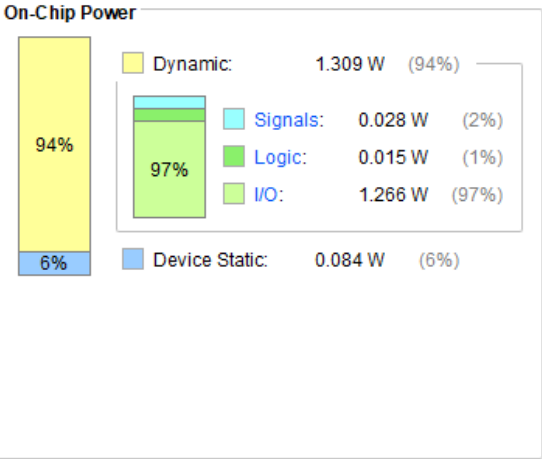 On-Chip Power
Dynamic: 1.309 W (94%)
94%
97%
Signals: 0.028 W (2%)
Logic: 0.015 W (1%)
I/O: 1.266 W (97%)
6%
Device Static: 0.084 W (6%)